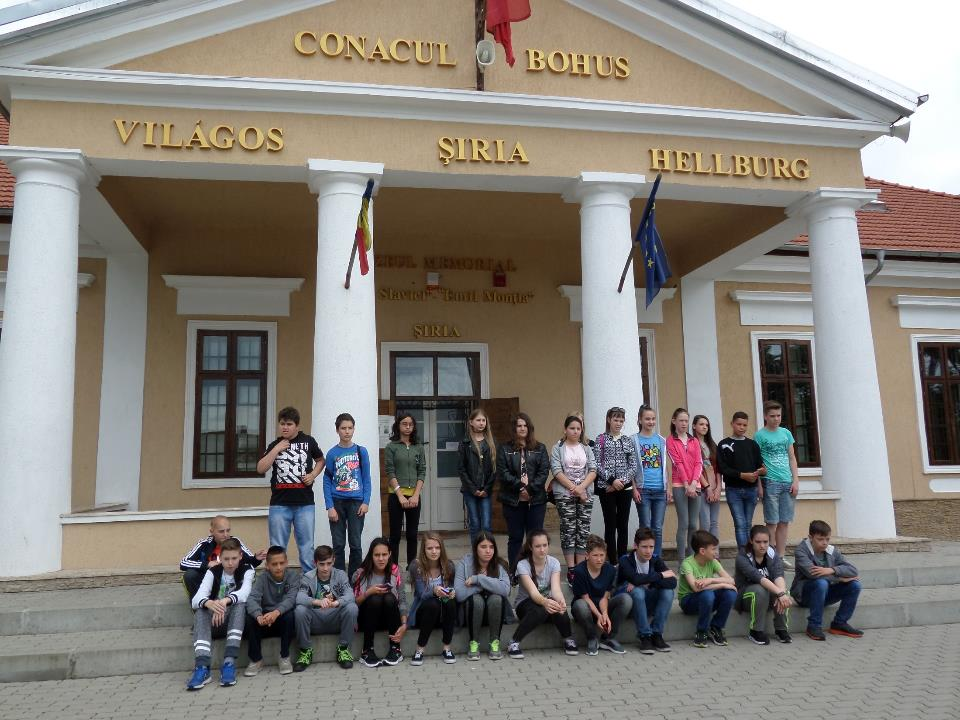 CONACUL BOHUS
VILÁGOS ŞIRIA HELLBURG
MEMORIAL
Slavici" "Emil Monţia"
ŞIRIA